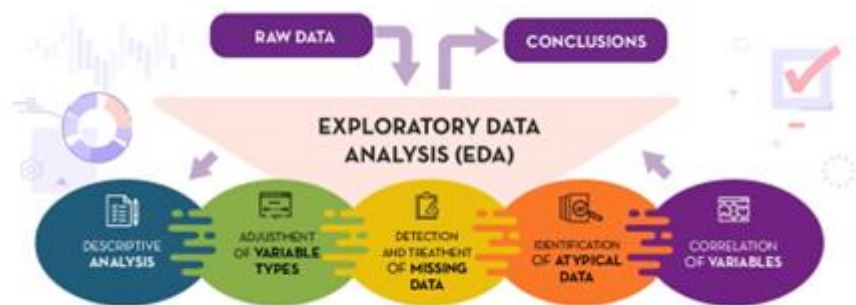 RAW DATA
CONCLUSIONS
EXPLORATORY DATA
ANALYSIS (EDA)
DESCRIPTIVE
ANALYSIS
ADJUSTMENT
OF VARIABLE
TYPES
DETECTION
AND TREATMENT
OF MISSING
DATA
IDENTIFICATION
OF ATYPICAL
DATA
CORRELATION
OF VARIABLES